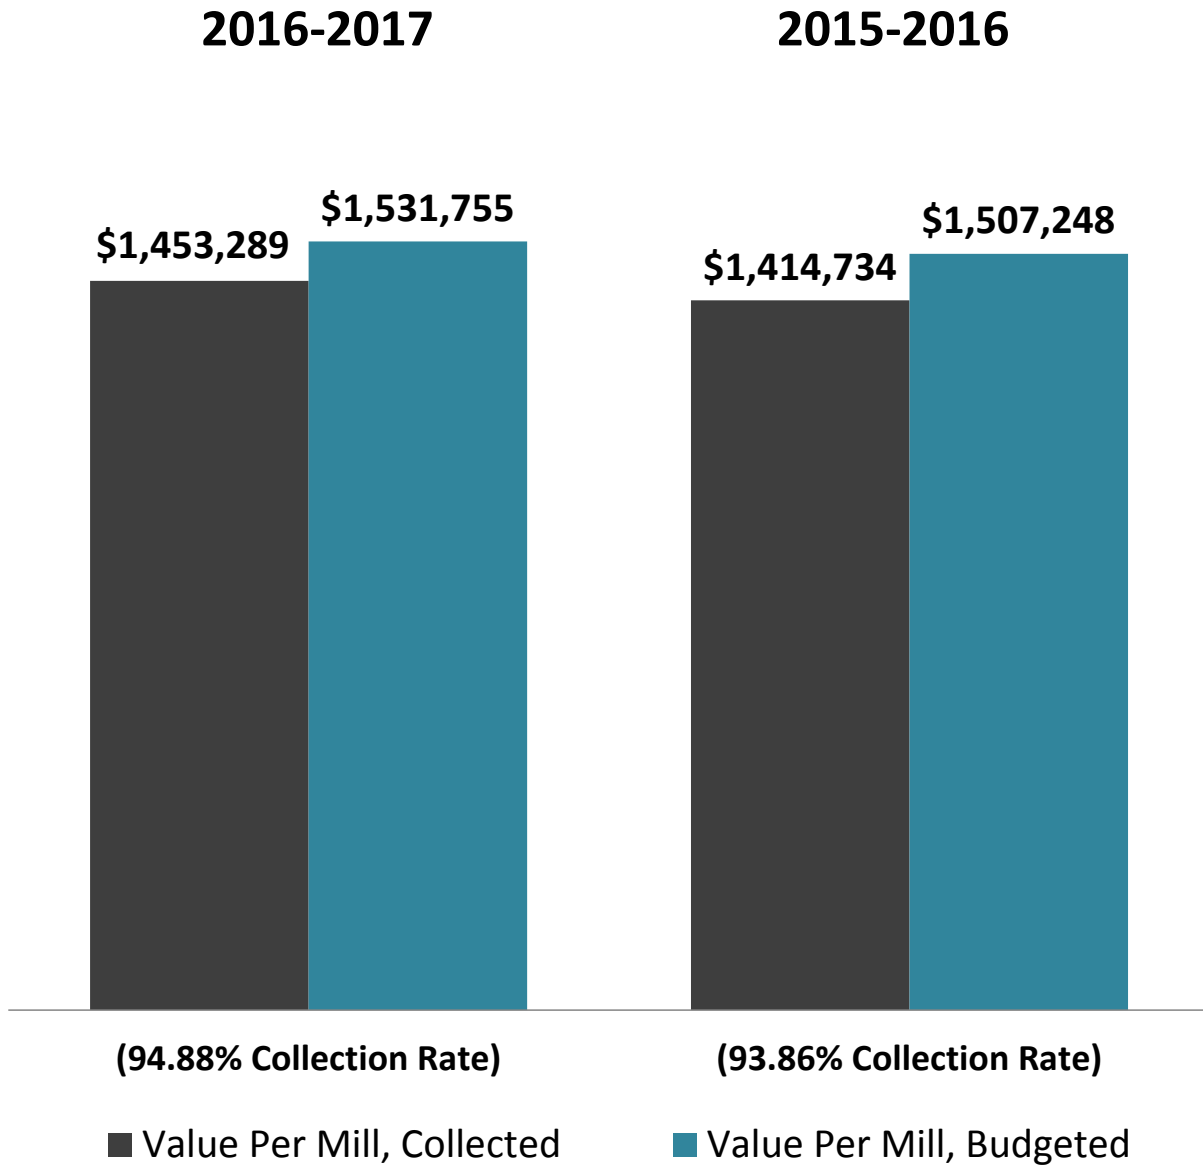 2016-2017
2015-2016
$1,453,289
$1,531,755
$1,414,734
$1,507,248
(94.88% Collection Rate)
(93.86% Collection Rate)
Value Per Mill, Collected
Value Per Mill, Budgeted